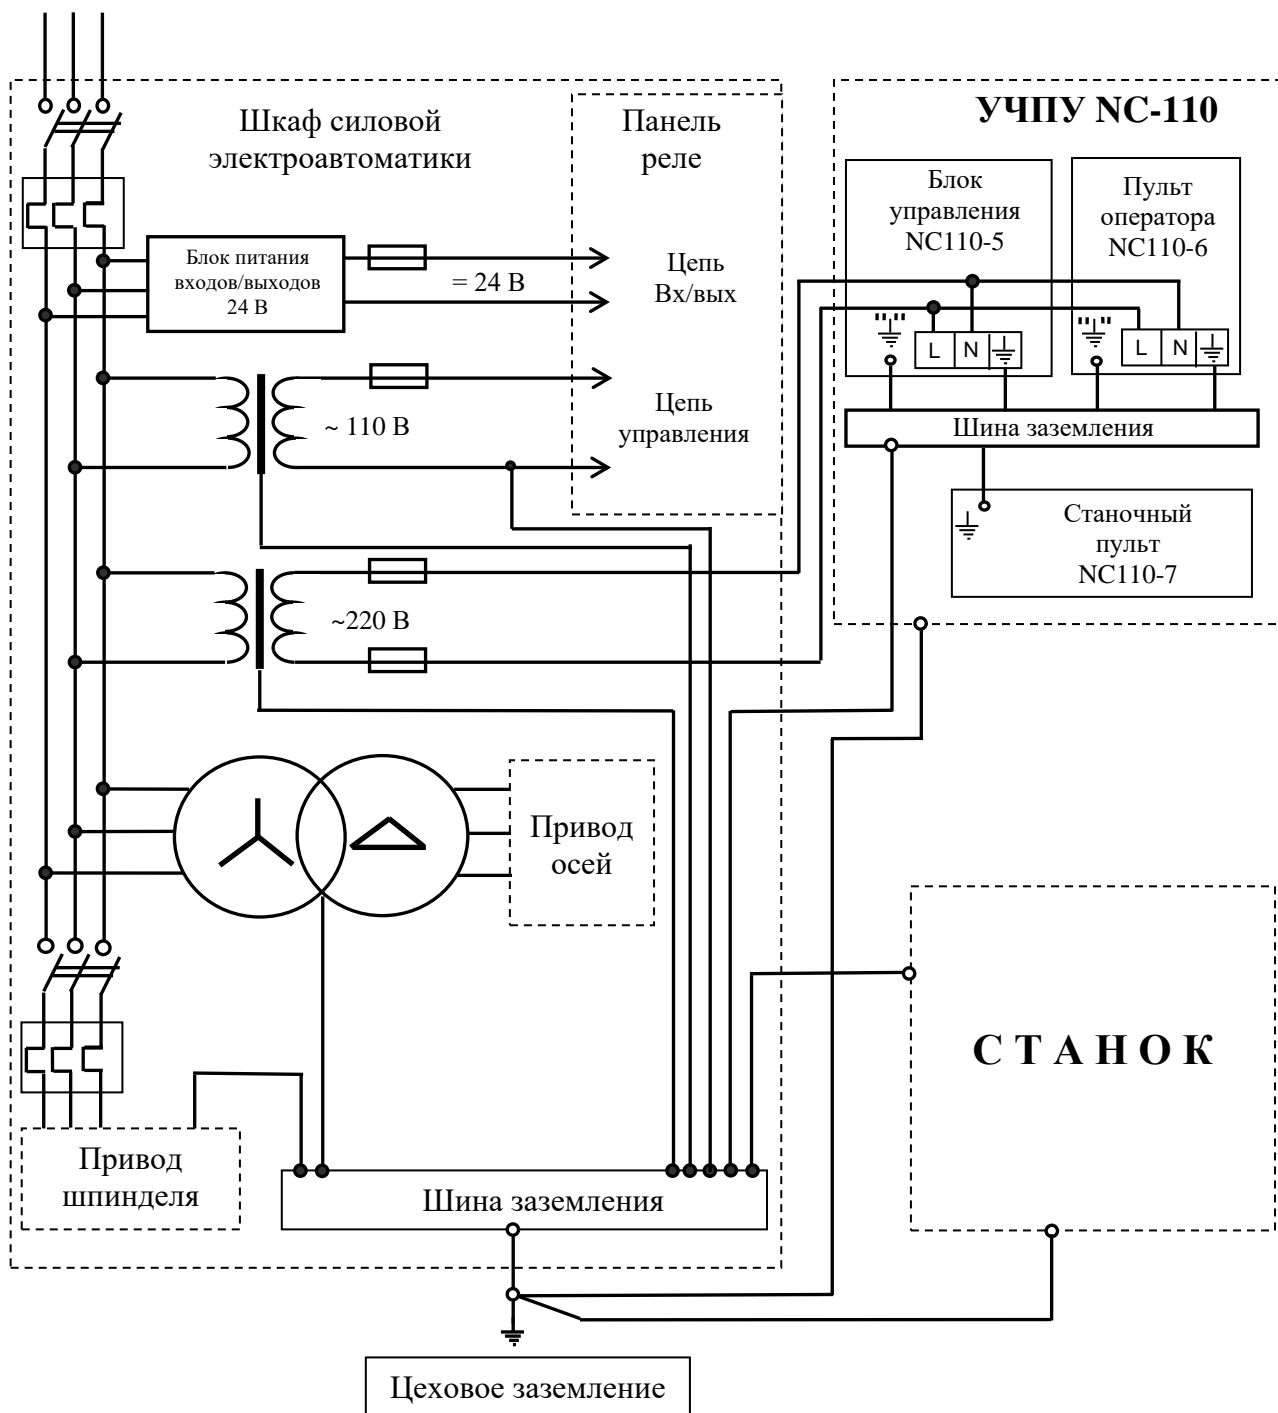 Шкаф силовой
электроавтоматики
Панель
реле
УЧПУ NC-110
Блок
управления
NC110-5
Пульт
оператора
NC110-6
Блок питания
входов/выходов
24 В
= 24 В
Цепь
Вх/вых
L N
L N
~ 110 В
Цепь
управления
Шина заземления
Станочный
пульт
NC110-7
~220 В
Привод
осей
С Т А Н О К
Привод
шпинделя
Шина заземления
Цеховое заземление